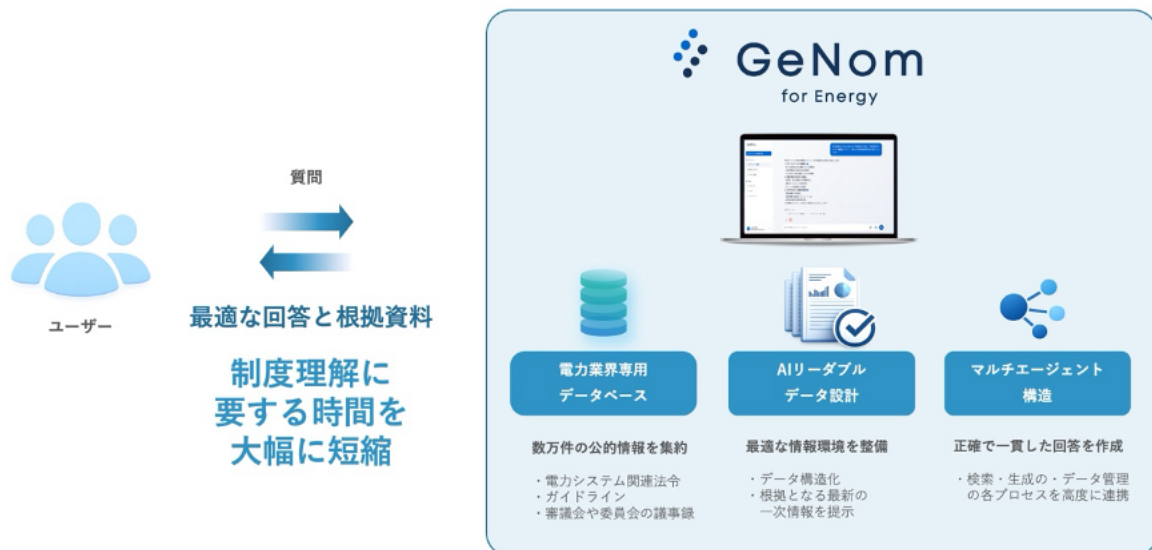 GeNom
for Energy
質問
ユーザー
最適な回答と根拠資料
制度理解に
要する時間を
大幅に短縮
電力業界専用
データベース
数万件の公的情報を集約
・電力システム関連法令
・ガイドライン
・審議会や委員会の議事録
AIリーダブル
データ設計
最適な情報環境を整備
・データ構造化
・根拠となる最新の
一次情報を提示
マルチエージェント
構造
正確で一貫した回答を作成
・検索・生成の・データ管理
の各プロセスを高度に連携